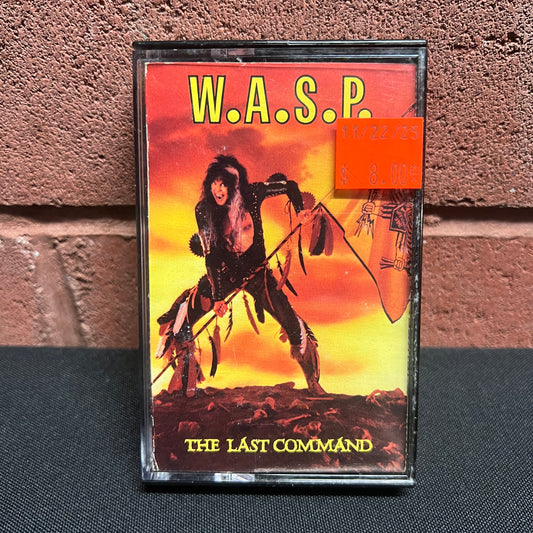 W.A.S.P.
11/22/23
$ 8.00
THE LAST COMMAND